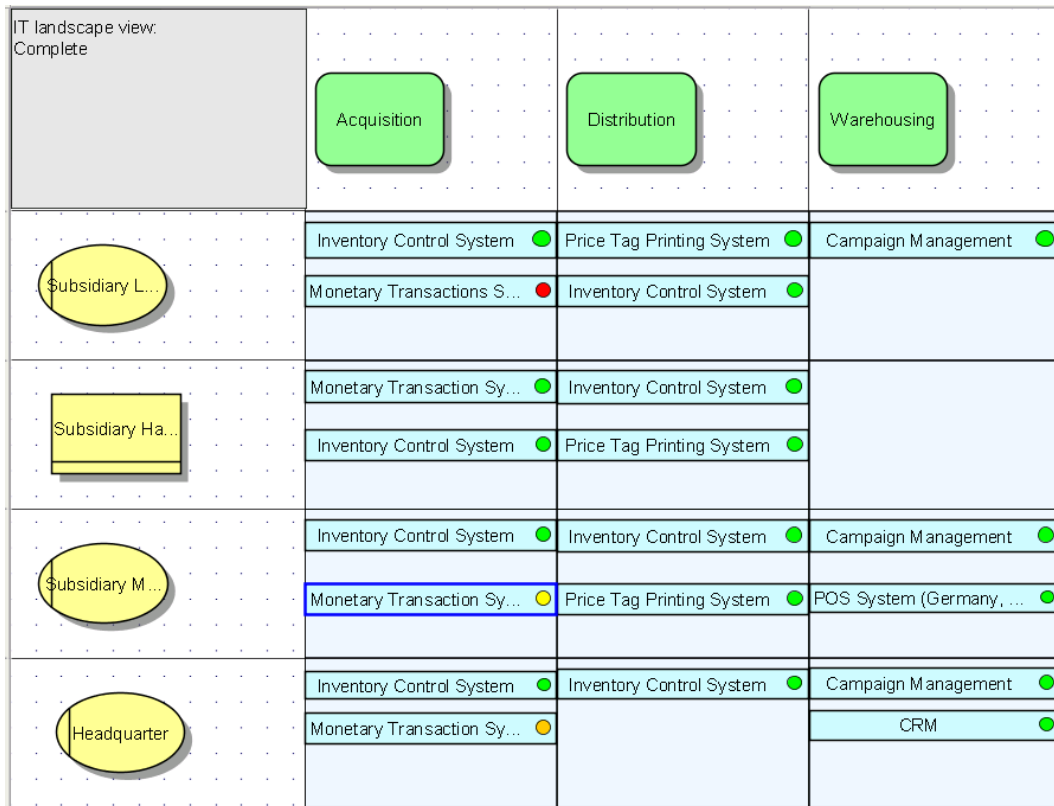 IT landscape view:
Complete
Acquisition
Distribution
Warehousing
Subsidiary L...
Inventory Control System
Price Tag Printing System
Campaign Management
Monetary Transactions S...
Inventory Control System
Subsidiary Ha...
Monetary Transaction Sy...
Inventory Control System
Inventory Control System
Price Tag Printing System
Subsidiary M...
Inventory Control System
Inventory Control System
Campaign Management
Monetary Transaction Sy...
Price Tag Printing System
POS System (Germany, ...
Headquarter
Inventory Control System
Inventory Control System
Campaign Management
Monetary Transaction Sy...
CRM